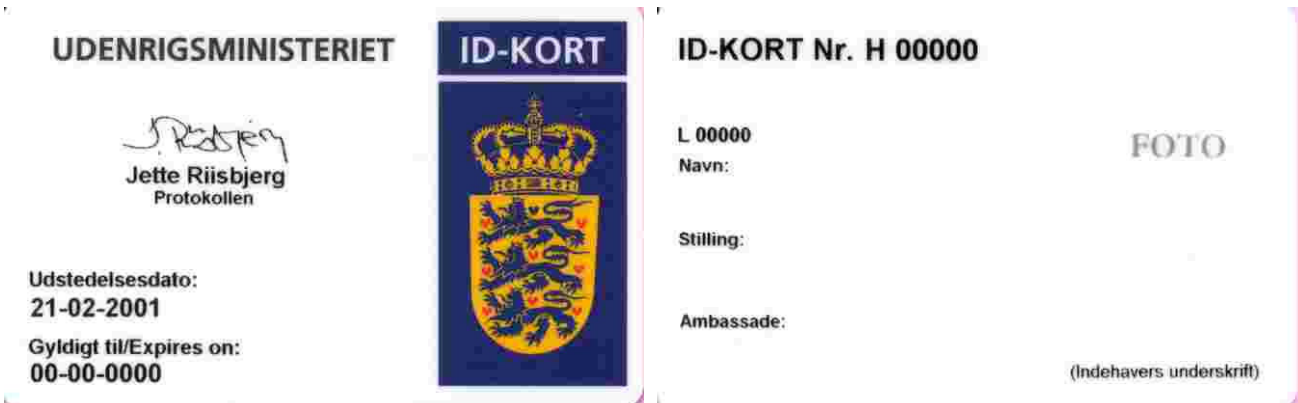 UDENRIGSMINISTERIET
ID-KORT
Jette Riisbjerg
Protokollen
Udstedelsesdato:
21-02-2001
Gyldigt til/Expires on:
00-00-0000
ID-KORT Nr. H 00000
L 00000
FOTO
Navn:
Stilling:
Ambassade:
(Indehavers underskrift)